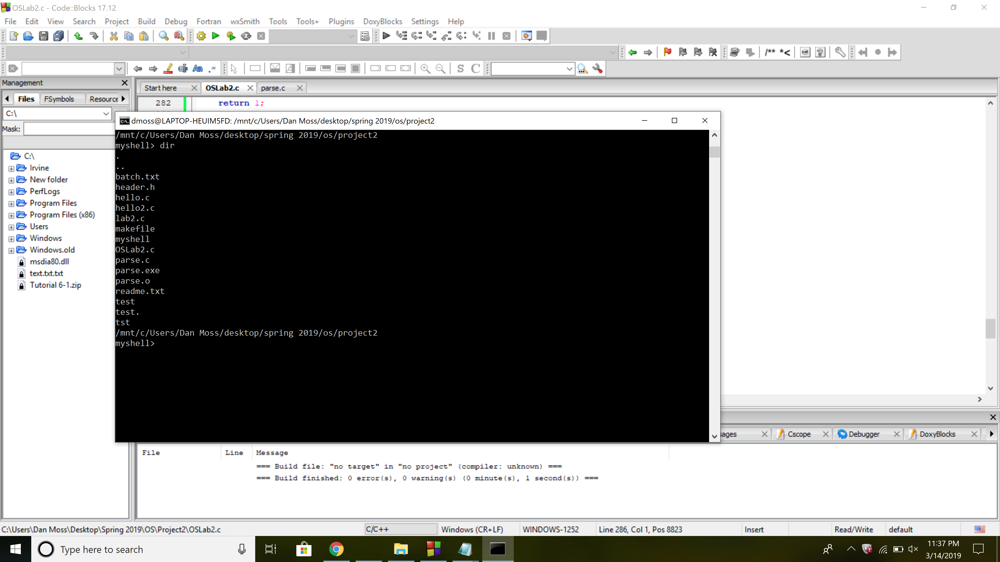 OSLab2.c - Code::Blocks 17.12
File Edit View Search Project Build Debug Fortran wxSmith Tools Tools+ Plugins DoxyBlocks Settings Help
/** *<
Aa .*
S C
Management
Start here OSLab2.c parse.c
Files FSymbols Resource
282 return 1;
C:\
Mask:
C:\
Irvine
New folder
PerfLogs
Program Files
Program Files (x86)
Users
Windows
Windows.old
msdia80.dll
text.txt.txt
Tutorial 6-1.zip
dmoss@LAPTOP-HEUIM5FD: /mnt/c/Users/Dan Moss/desktop/spring 2019/os/project2
/mnt/c/Users/Dan Moss/desktop/spring 2019/os/project2
myshell> dir
.
..
batch.txt
header.h
hello.c
hello2.c
lab2.c
makefile
myshell
OSLab2.c
parse.c
parse.exe
parse.o
readme.txt
test
test.
tst
/mnt/c/Users/Dan Moss/desktop/spring 2019/os/project2
myshell>
sages Cscope Debugger DoxyBlocks
File Line Message
=== Build file: "no target" in "no project" (compiler: unknown) ===
=== Build finished: 0 error(s), 0 warning(s) (0 minute(s), 1 second(s)) ===
C:\Users\Dan Moss\Desktop\Spring 2019\OS\Project2\OSLab2.c C/C++ Windows (CR+LF) WINDOWS-1252 Line 286, Col 1, Pos 8823 Insert Read/Write default
Type here to search
11:37 PM
3/14/2019